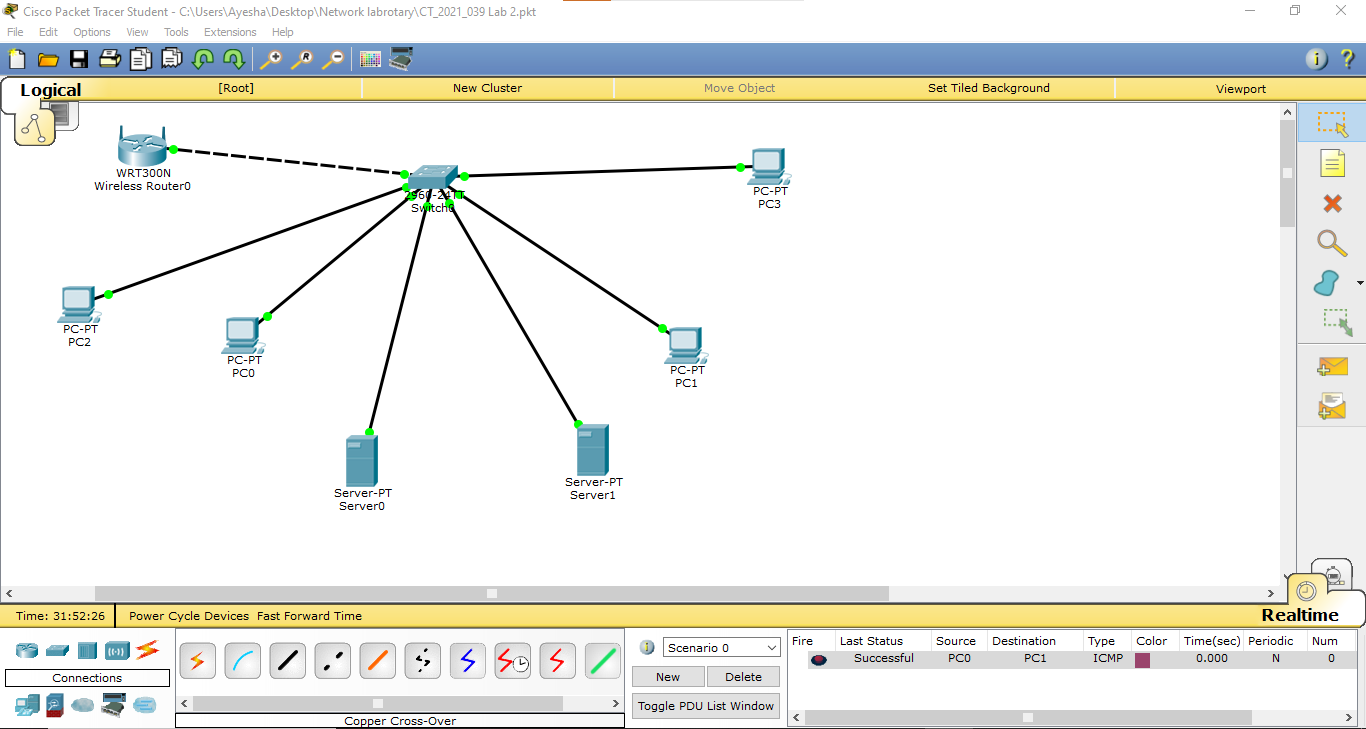 Cisco Packet Tracer Student - C:\Users\Ayesha\Desktop\Network labrotary\CT_2021_039 Lab 2.pkt
File Edit Options View Tools Extensions Help
Logical [Root] New Cluster Move Object Set Tiled Background Viewport
WRT300N
Wireless Router0
2960-24TT
Switch0
PC-PT
PC3
PC-PT
PC2
PC-PT
PC0
PC-PT
PC1
Server-PT
Server0
Server-PT
Server1
Time: 31:52:26 Power Cycle Devices Fast Forward Time Realtime
Connections
Copper Cross-Over
Scenario 0
New Delete
Toggle PDU List Window
Fire Last Status Source Destination Type Color Time(sec) Periodic Num
Successful PC0 PC1 ICMP 0.000 N 0